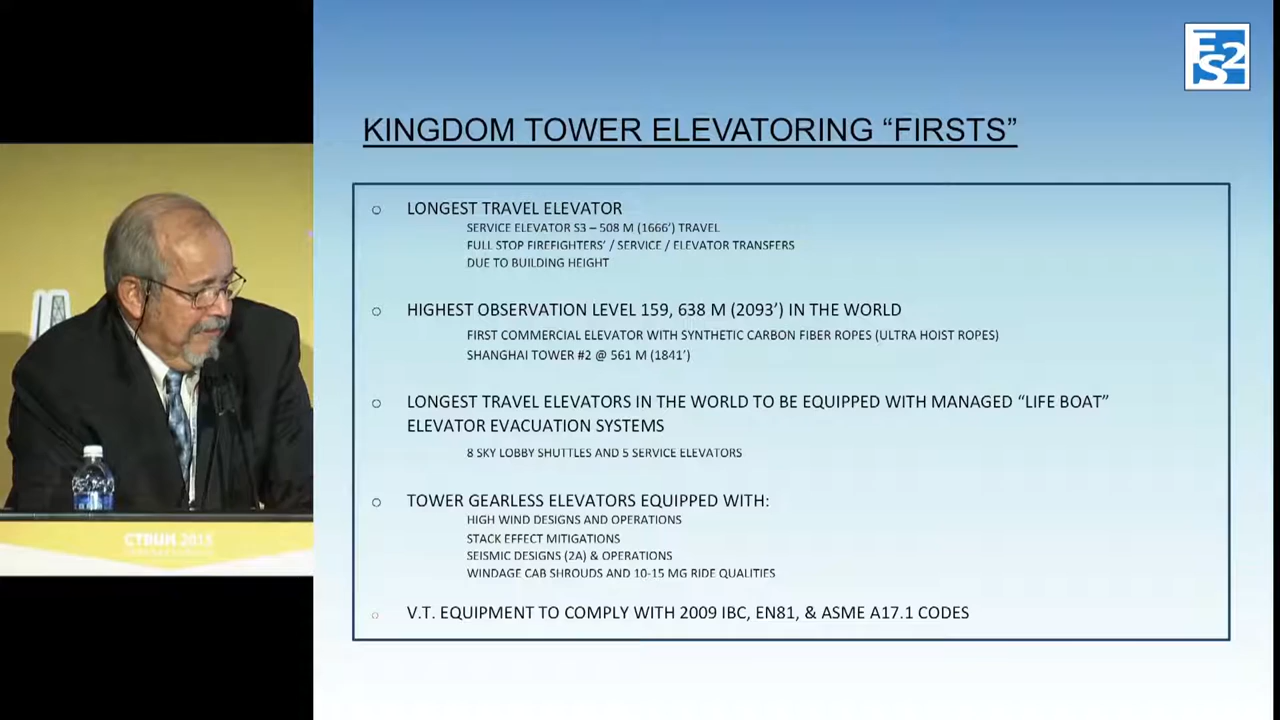 FS2
KINGDOM TOWER ELEVATORING “FIRSTS”
○ LONGEST TRAVEL ELEVATOR
SERVICE ELEVATOR S3 – 508 M (1666’) TRAVEL
FULL STOP FIREFIGHTERS’ / SERVICE / ELEVATOR TRANSFERS
DUE TO BUILDING HEIGHT
○ HIGHEST OBSERVATION LEVEL 159, 638 M (2093’) IN THE WORLD
FIRST COMMERCIAL ELEVATOR WITH SYNTHETIC CARBON FIBER ROPES (ULTRA HOIST ROPES)
SHANGHAI TOWER #2 @ 561 M (1841’)
○ LONGEST TRAVEL ELEVATORS IN THE WORLD TO BE EQUIPPED WITH MANAGED “LIFE BOAT”
ELEVATOR EVACUATION SYSTEMS
8 SKY LOBBY SHUTTLES AND 5 SERVICE ELEVATORS
○ TOWER GEARLESS ELEVATORS EQUIPPED WITH:
HIGH WIND DESIGNS AND OPERATIONS
STACK EFFECT MITIGATIONS
SEISMIC DESIGNS (2A) & OPERATIONS
WINDAGE CAB SHROUDS AND 10-15 MG RIDE QUALITIES
○ V.T. EQUIPMENT TO COMPLY WITH 2009 IBC, EN81, & ASME A17.1 CODES
CTBUH 2015